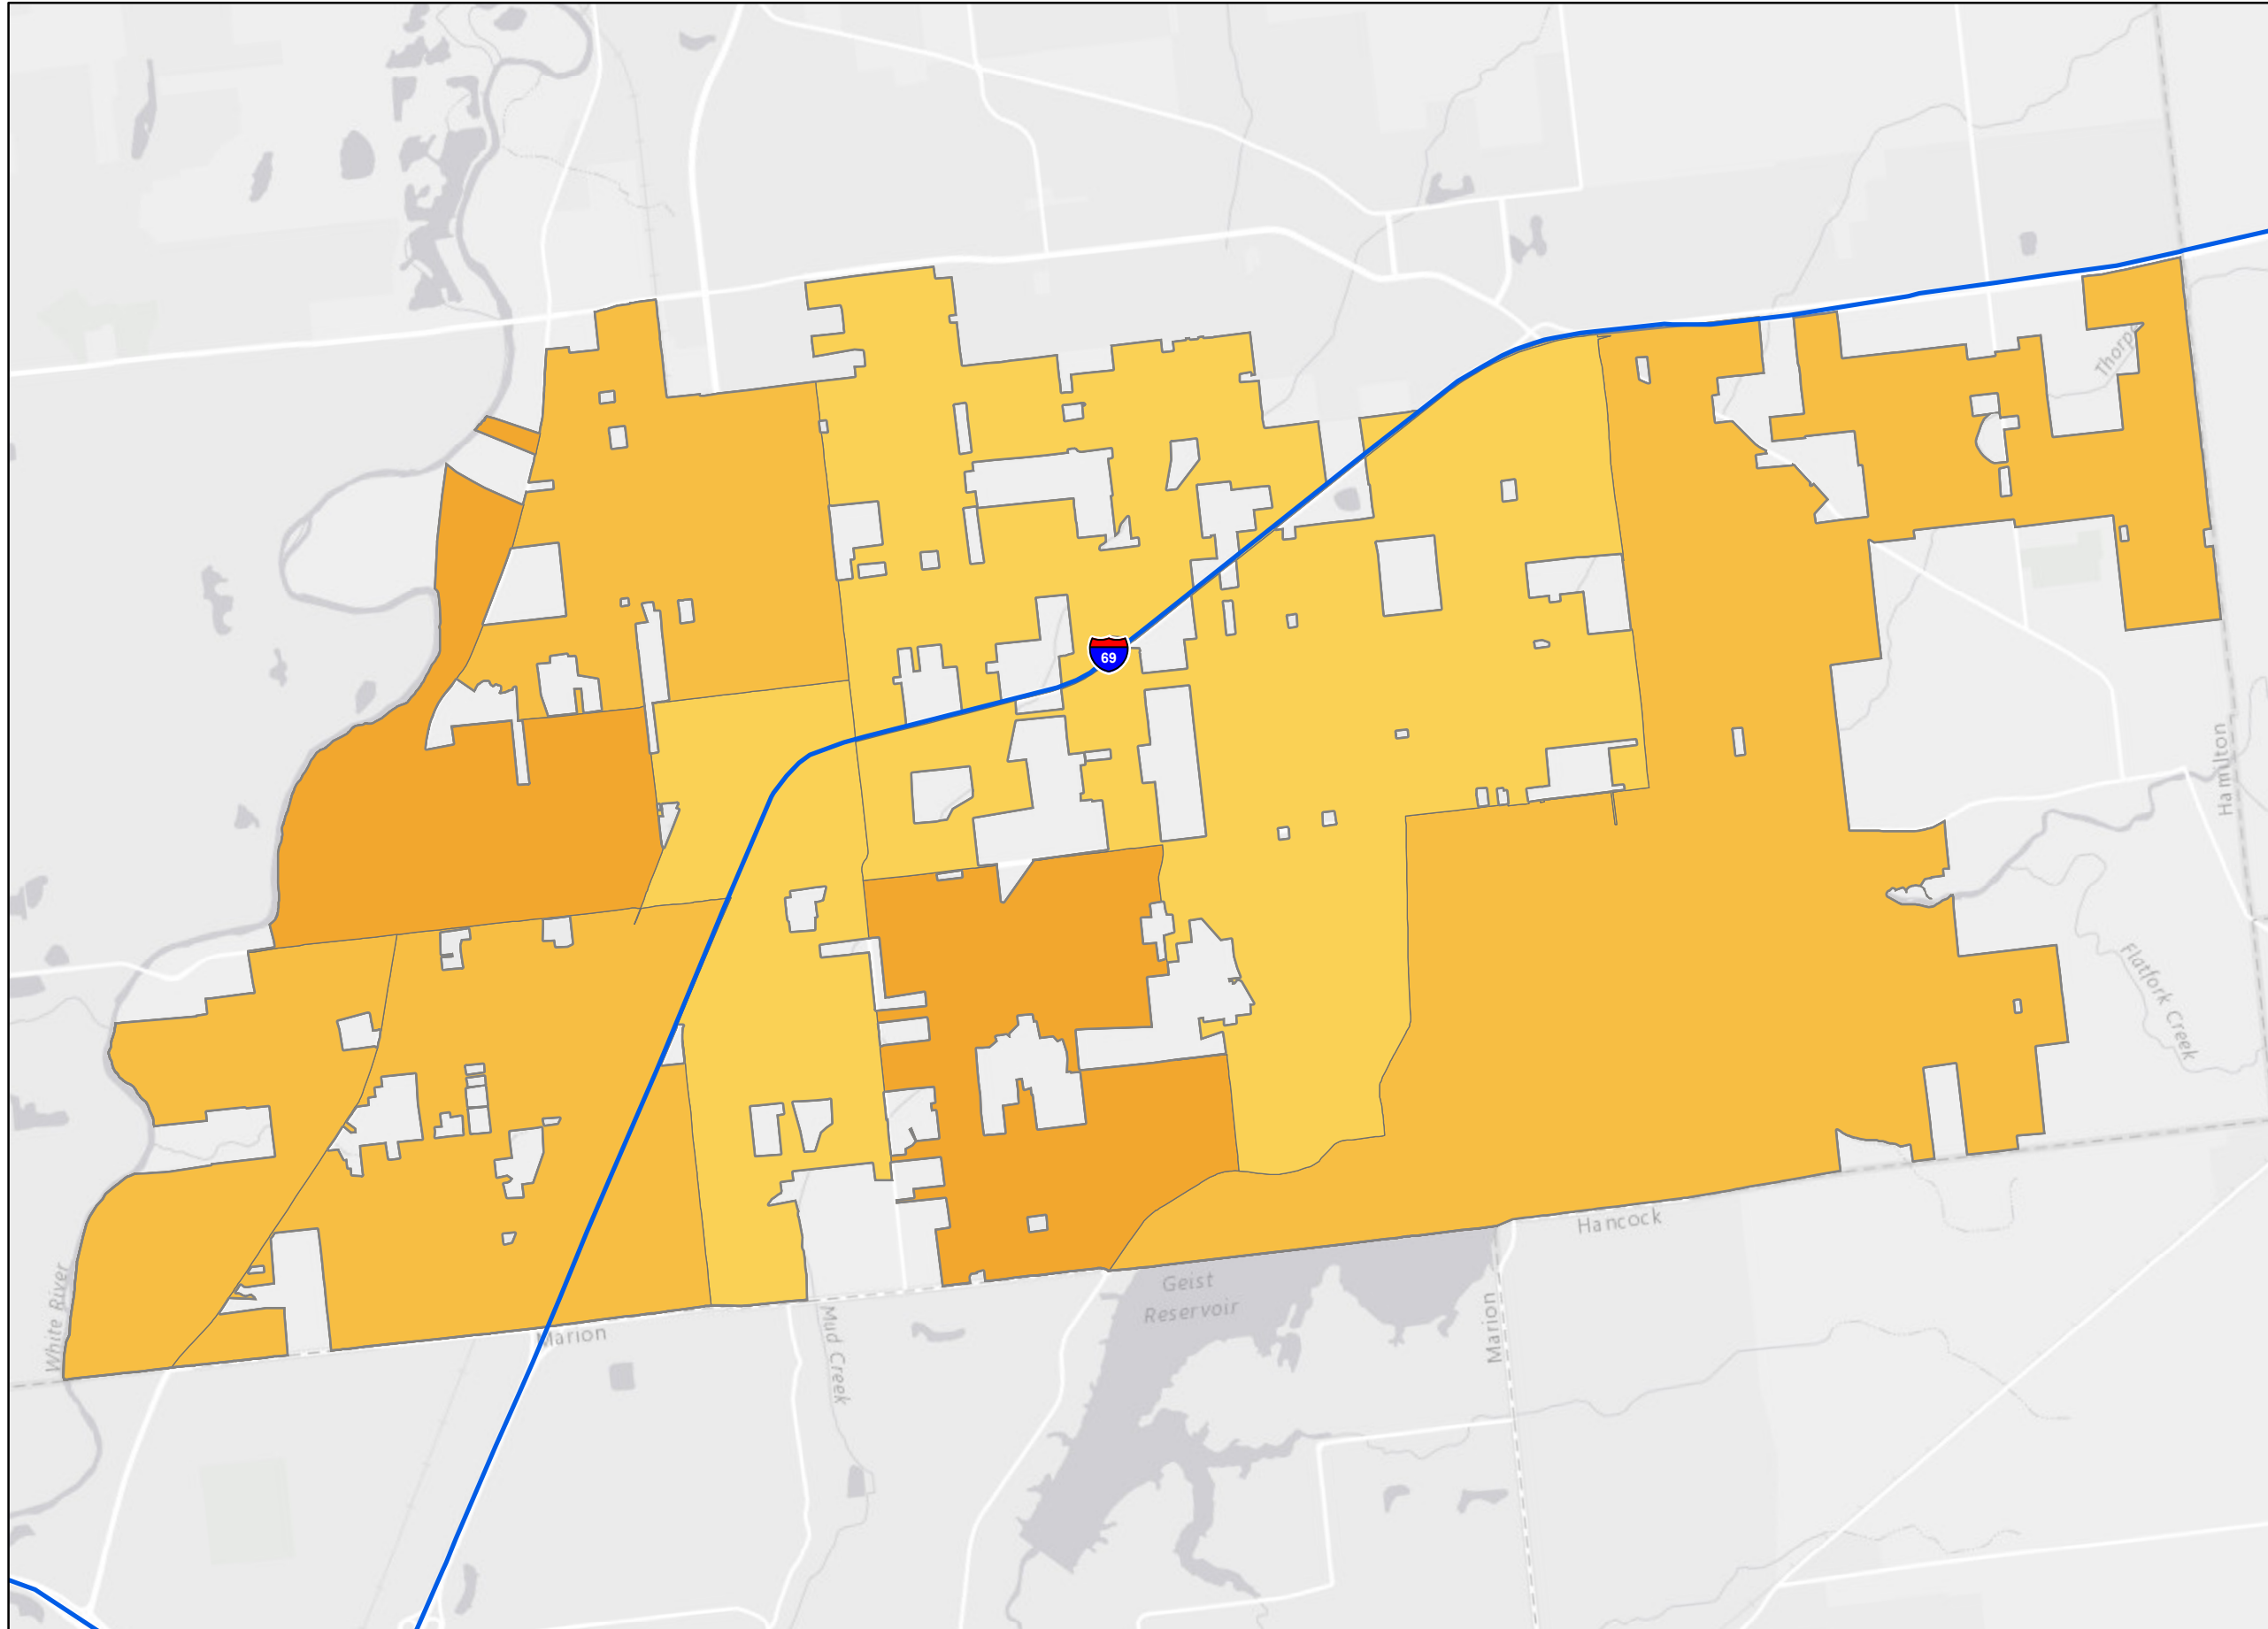 Thorpe
69
Hamilton
Flatfork
Creek
Hancock
Geist
Reservoir
Marion
Marion
White River
Mud Creek